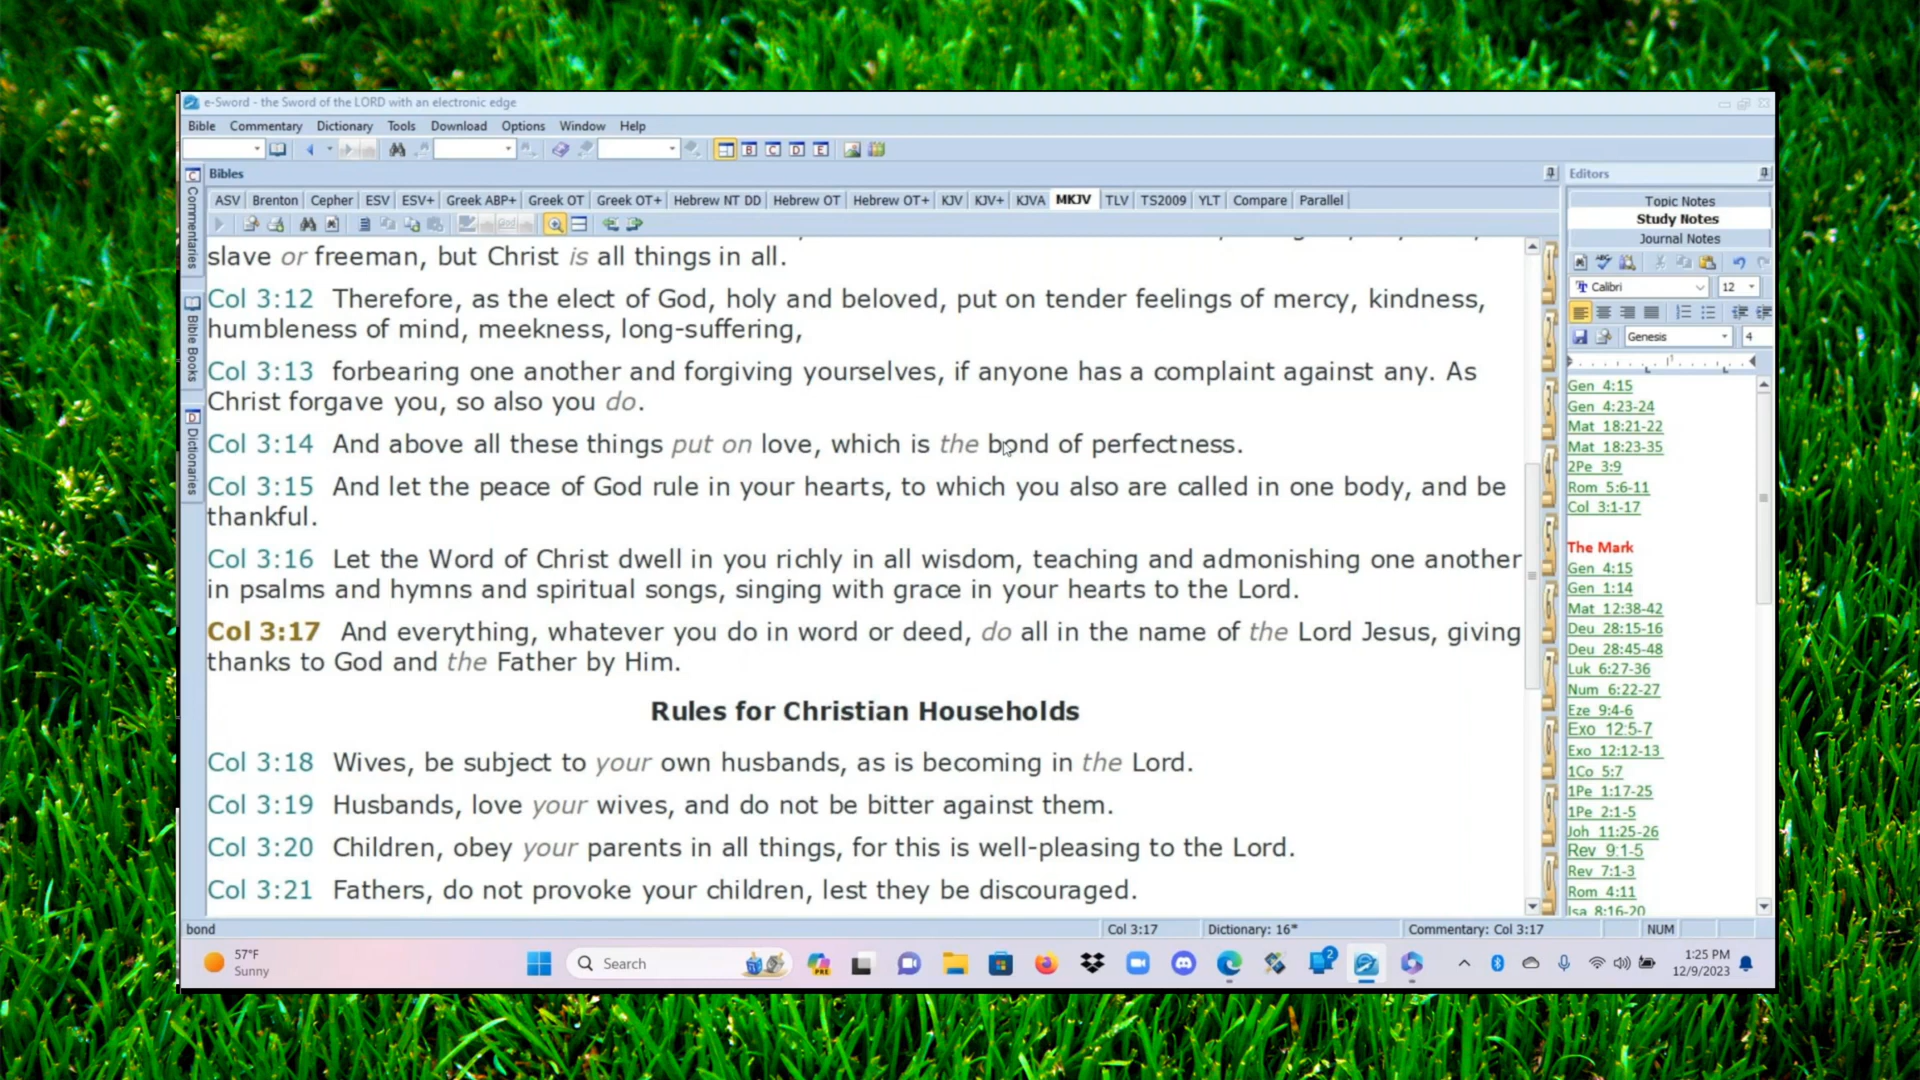 e-Sword - the Sword of the LORD with an electronic edge
Bible Commentary Dictionary Tools Download Options Window Help
B C D E
Bibles
Editors
ASV Brenton Cepher ESV ESV+ Greek ABP+ Greek OT Greek OT+ Hebrew NT DD Hebrew OT Hebrew OT+ KJV KJV+ KJVA MKJV TLV TS2009 YLT Compare Parallel
Commentaries
Bible Books
Dictionaries
slave or freeman, but Christ is all things in all.
Col 3:12 Therefore, as the elect of God, holy and beloved, put on tender feelings of mercy, kindness,
humbleness of mind, meekness, long-suffering,
Col 3:13 forbearing one another and forgiving yourselves, if anyone has a complaint against any. As
Christ forgave you, so also you do.
Col 3:14 And above all these things put on love, which is the bond of perfectness.
Col 3:15 And let the peace of God rule in your hearts, to which you also are called in one body, and be
thankful.
Col 3:16 Let the Word of Christ dwell in you richly in all wisdom, teaching and admonishing one another
in psalms and hymns and spiritual songs, singing with grace in your hearts to the Lord.
Col 3:17 And everything, whatever you do in word or deed, do all in the name of the Lord Jesus, giving
thanks to God and the Father by Him.
Rules for Christian Households
Col 3:18 Wives, be subject to your own husbands, as is becoming in the Lord.
Col 3:19 Husbands, love your wives, and do not be bitter against them.
Col 3:20 Children, obey your parents in all things, for this is well-pleasing to the Lord.
Col 3:21 Fathers, do not provoke your children, lest they be discouraged.
Topic Notes
Study Notes
Journal Notes
Calibri 12
Genesis 4
Gen 4:15
Gen 4:23-24
Mat 18:21-22
Mat 18:23-35
2Pe 3:9
Rom 5:6-11
Col 3:1-17
The Mark
Gen 4:15
Gen 1:14
Mat 12:38-42
Deu 28:15-16
Deu 28:45-48
Luk 6:27-36
Num 6:22-27
Eze 9:4-6
Exo 12:5-7
Exo 12:12-13
1Co 5:7
1Pe 1:17-25
1Pe 2:1-5
Joh 11:25-26
Rev 9:1-5
Rev 7:1-3
Rom 4:11
Isa 8:16-20
bond
Col 3:17
Dictionary: 16*
Commentary: Col 3:17
NUM
57°F
Sunny
Search
PRE
2
1:25 PM
12/9/2023